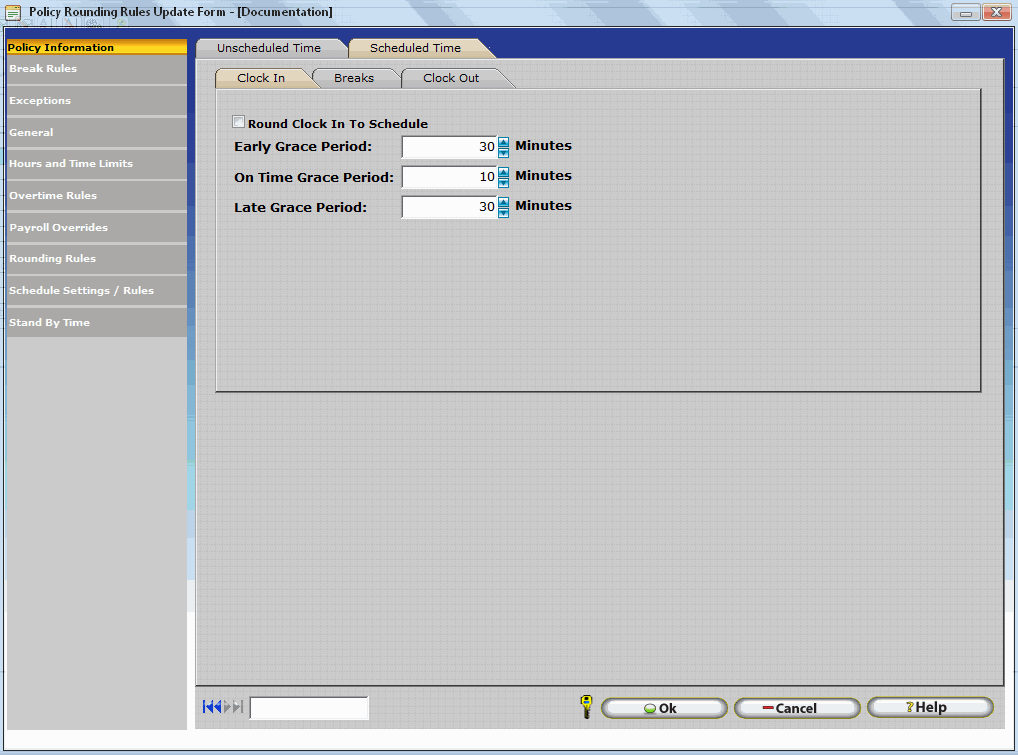 Policy Rounding Rules Update Form - [Documentation]
Policy Information
Break Rules
Exceptions
General
Hours and Time Limits
Overtime Rules
Payroll Overrides
Rounding Rules
Schedule Settings / Rules
Stand By Time
Unscheduled Time
Scheduled Time
Clock In
Breaks
Clock Out
Round Clock In To Schedule
Early Grace Period: 30 Minutes
On Time Grace Period: 10 Minutes
Late Grace Period: 30 Minutes
Ok
Cancel
?Help